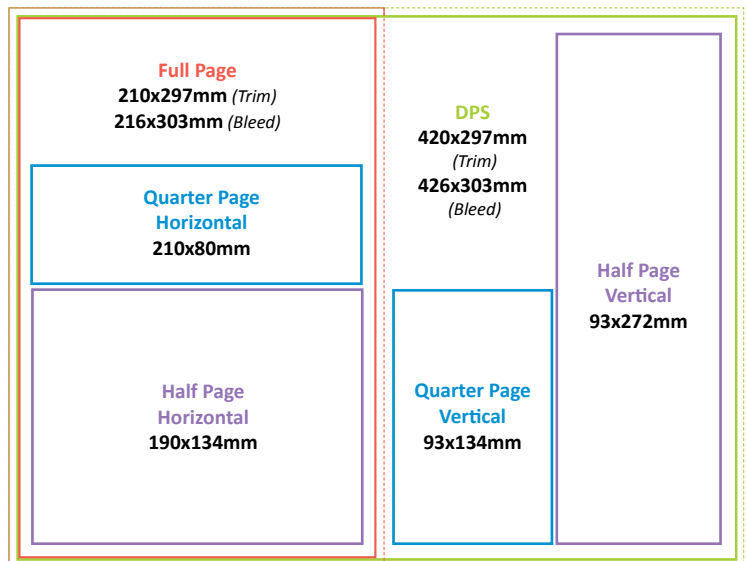 Full Page
210x297mm (Trim)
216x303mm (Bleed)
Quarter Page
Horizontal
210x80mm
Half Page
Horizontal
190x134mm
DPS
420x297mm
(Trim)
426x303mm
(Bleed)
Quarter Page
Vertical
93x134mm
Half Page
Vertical
93x272mm